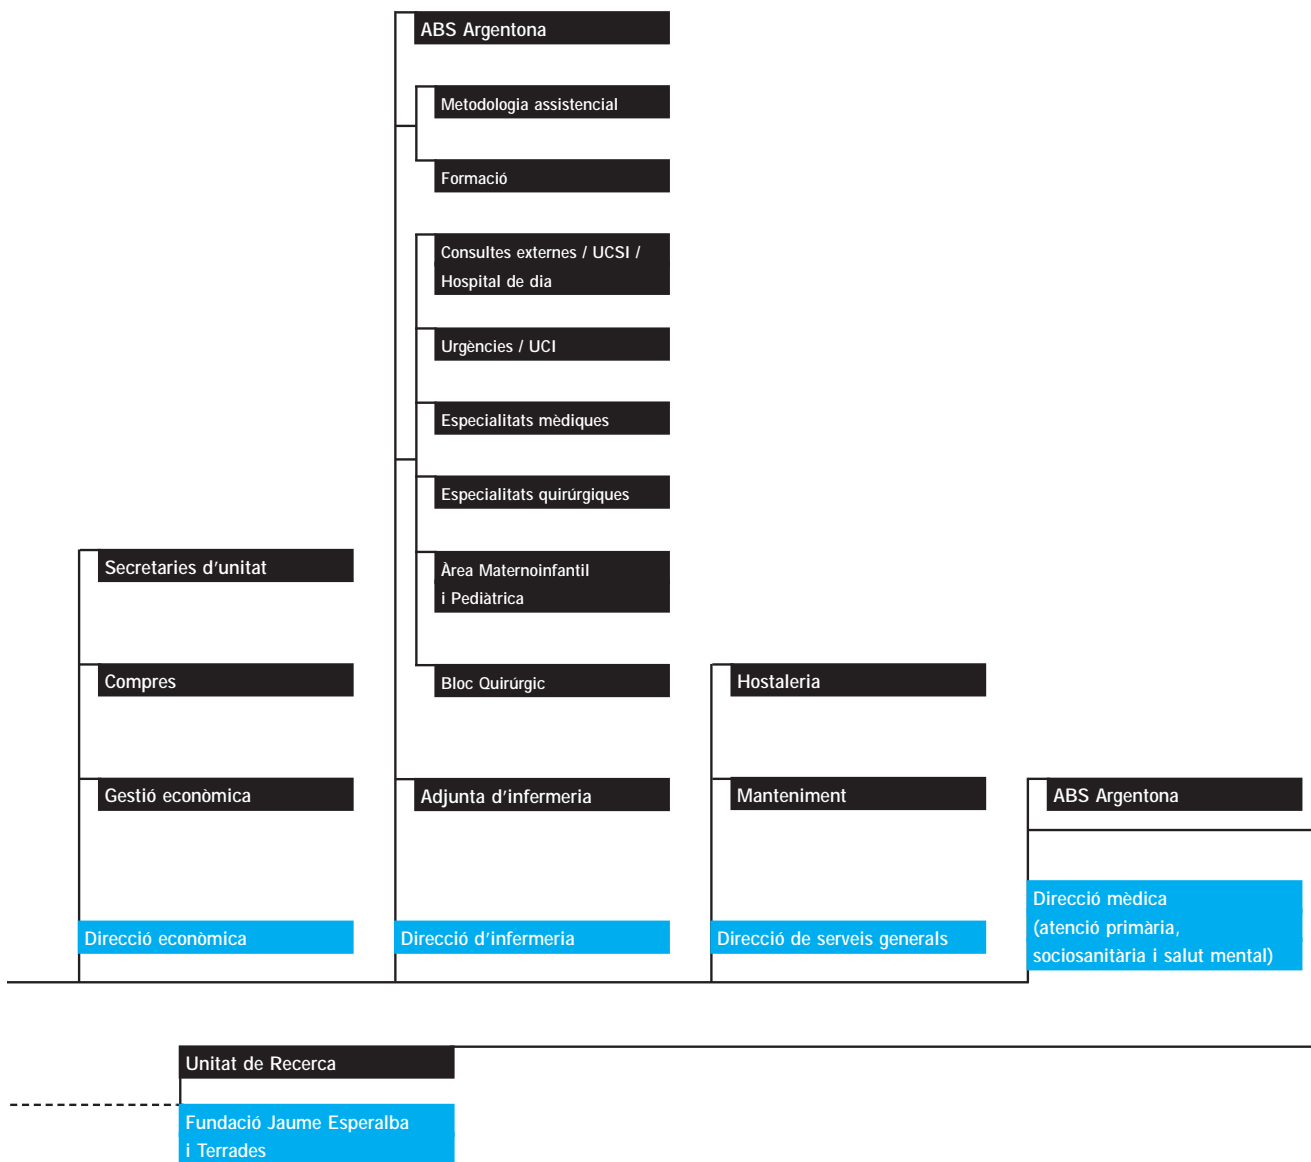 ABS Argentona
Metodologia assistencial
Formació
Consultes externes / UCSI /
Hospital de dia
Urgències / UCI
Especialitats mèdiques
Especialitats quirúrgiques
Àrea Maternoinfantil
i Pediàtrica
Bloc Quirúrgic
Adjunta d'infermeria
Direcció d'infermeria
Secretaries d'unitat
Compres
Gestió econòmica
Direcció econòmica
Hostaleria
Manteniment
Direcció de serveis generals
ABS Argentona
Direcció mèdica
(atenció primària,
sociosanitària i salut mental)
Unitat de Recerca
Fundació Jaume Esperalba
i Terrades